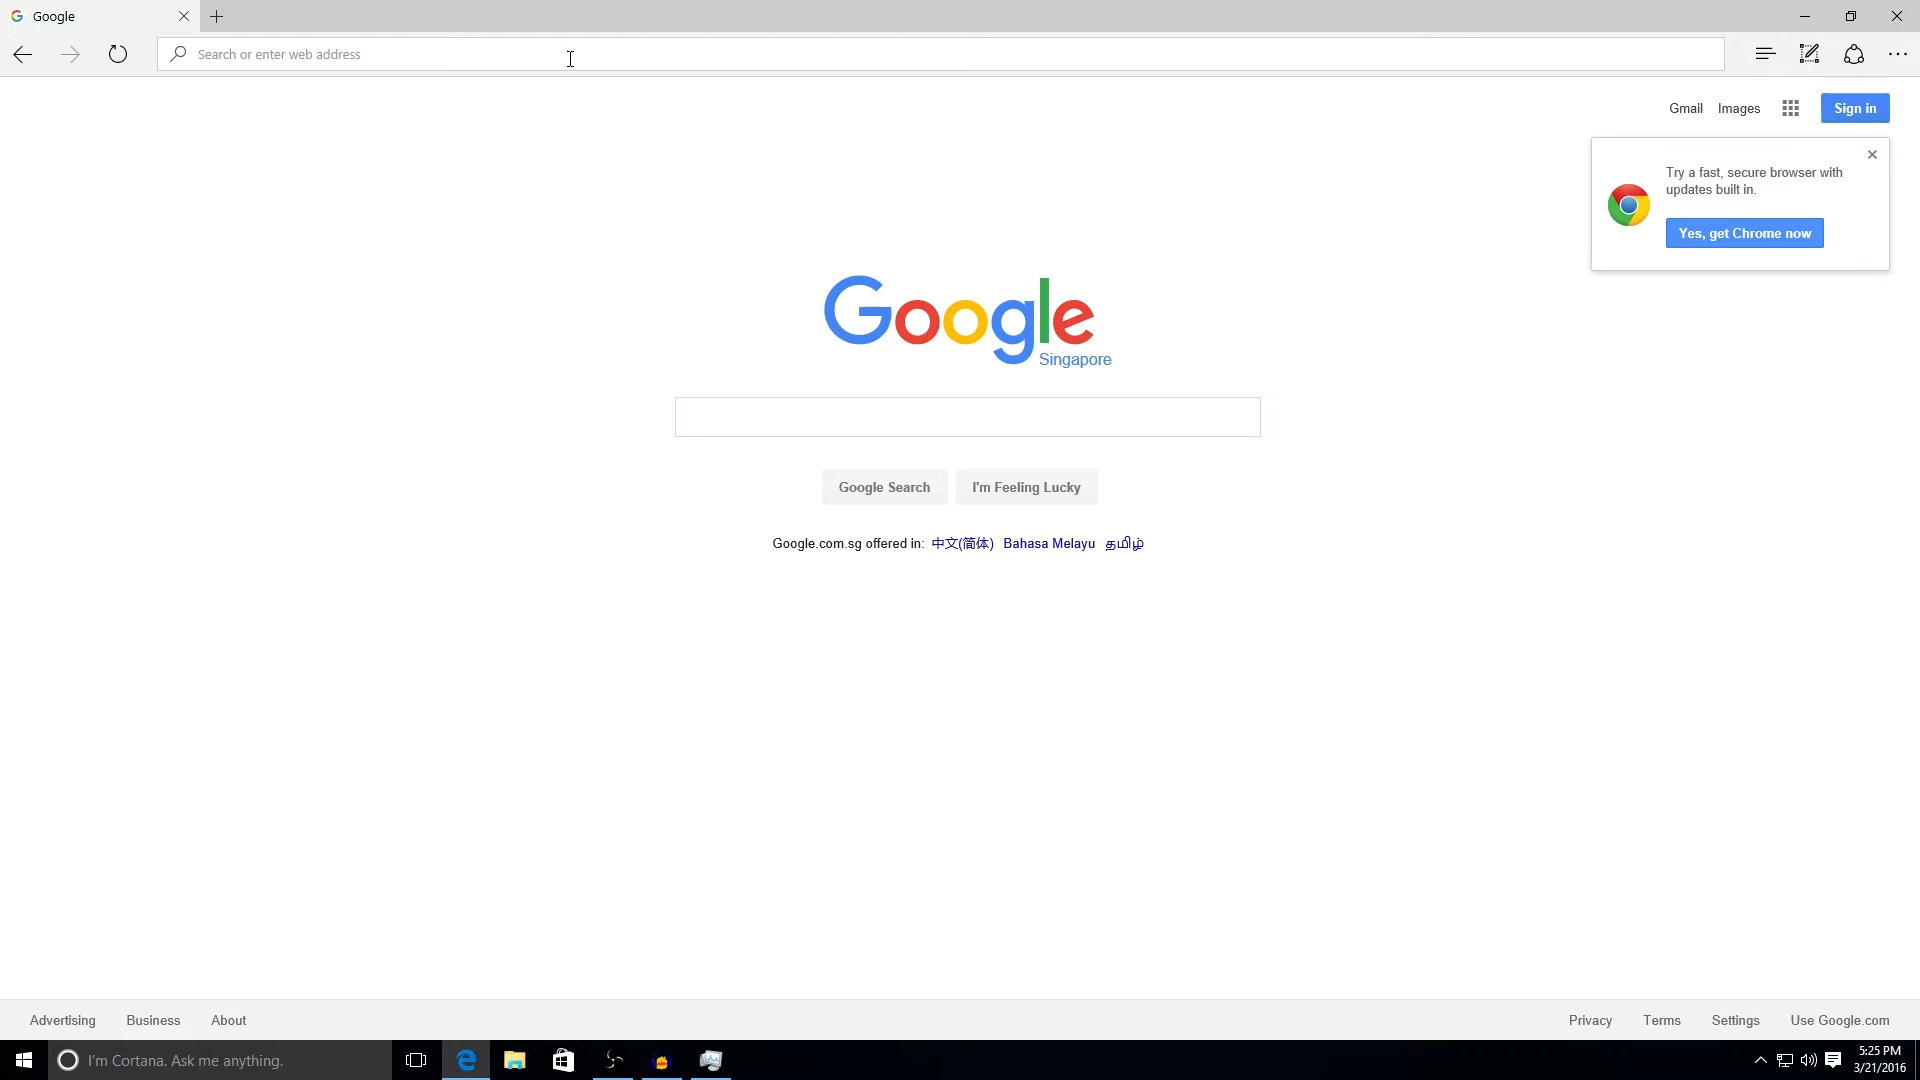 Google
Search or enter web address
Gmail Images Sign in
Try a fast, secure browser with
updates built in.
Yes, get Chrome now
Google
Singapore
Google Search I'm Feeling Lucky
Google.com.sg offered in: 中文(简体) Bahasa Melayu தமிழ்
Advertising Business About Privacy Terms Settings Use Google.com
I'm Cortana. Ask me anything.
5:25 PM
3/21/2016